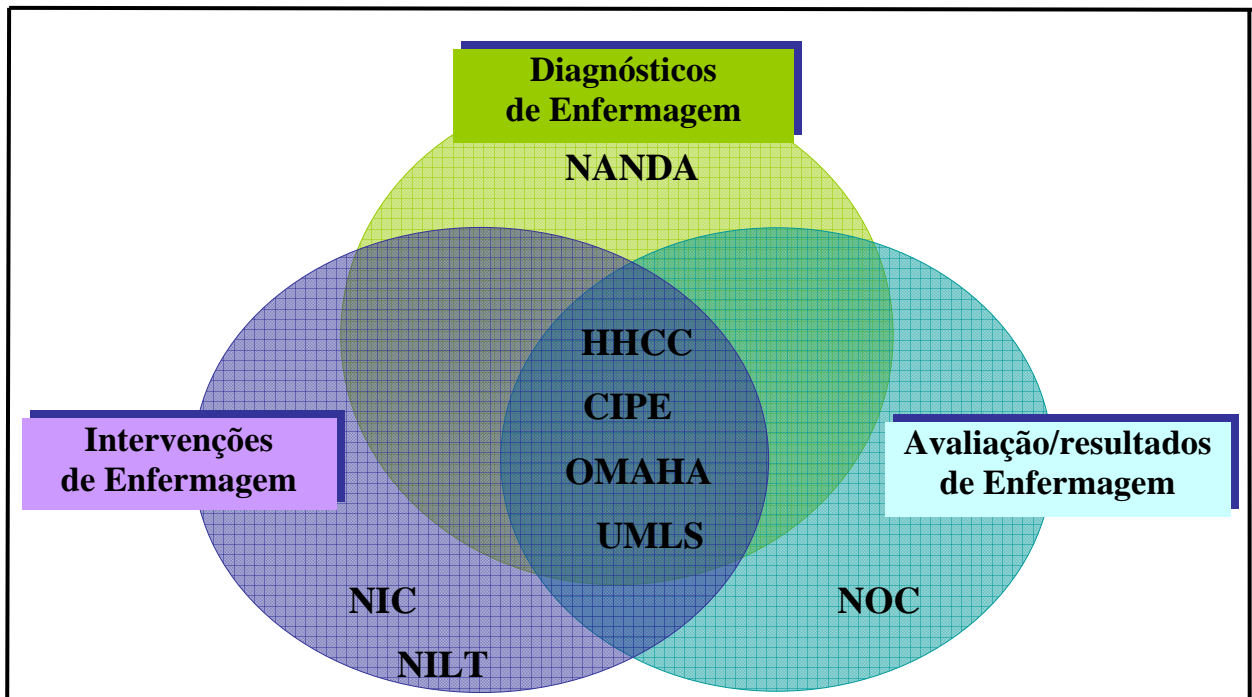 Diagnósticos
de Enfermagem
NANDA
HHCC
CIPE
OMAHA
UMLS
Intervenções
de Enfermagem
Avaliação/resultados
de Enfermagem
NIC
NILT
NOC